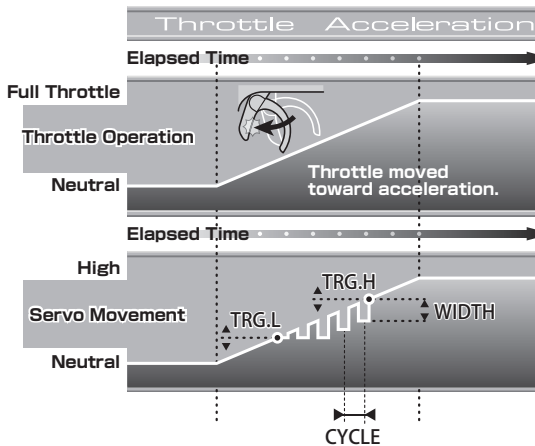 Throttle Acceleration
Elapsed Time
Full Throttle
Throttle Operation
Neutral
Throttle moved
toward acceleration.
Elapsed Time
High
TRG.H
TRG.L
WIDTH
Servo Movement
Neutral
CYCLE